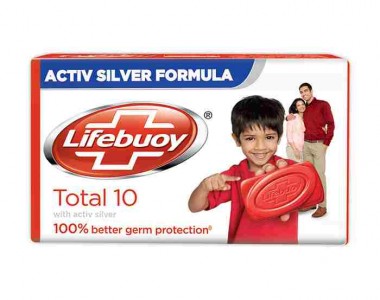 ACTIV SILVER FORMULA
Lifebuoy®
Total 10
with activ silver
100% better germ protection*